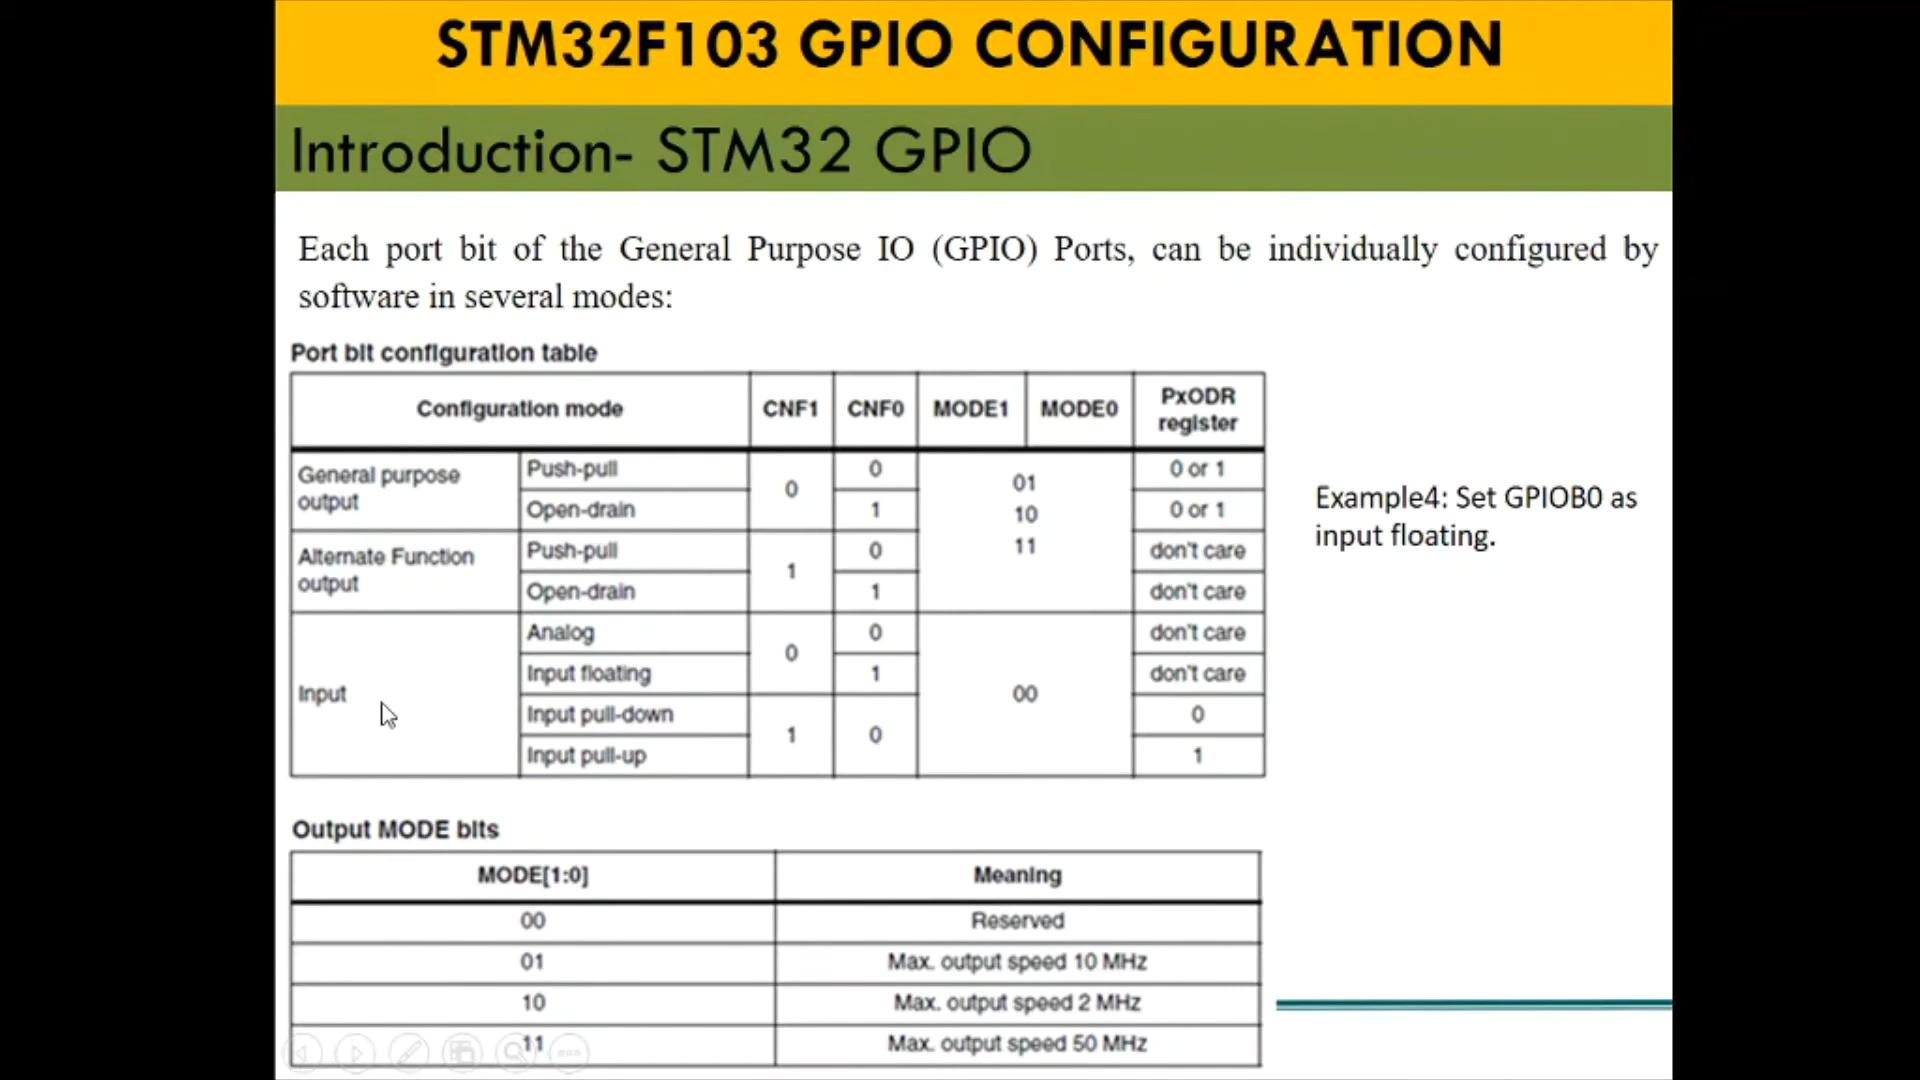 STM32F103 GPIO CONFIGURATION
Introduction- STM32 GPIO
Each port bit of the General Purpose IO (GPIO) Ports, can be individually configured by
software in several modes:
Port bit configuration table
Configuration mode CNF1 CNF0 MODE1 MODE0 PxODR register
General purpose output Push-pull 0 0 01 10 11 0 or 1
Open-drain 1 0 or 1
Alternate Function output Push-pull 1 0 don't care
Open-drain 1 don't care
Input Analog 0 0 00 don't care
Input floating 1 don't care
Input pull-down 1 0 0
Input pull-up 1
Example4: Set GPIOB0 as
input floating.
Output MODE bits
MODE[1:0] Meaning
00 Reserved
01 Max. output speed 10 MHz
10 Max. output speed 2 MHz
11 Max. output speed 50 MHz